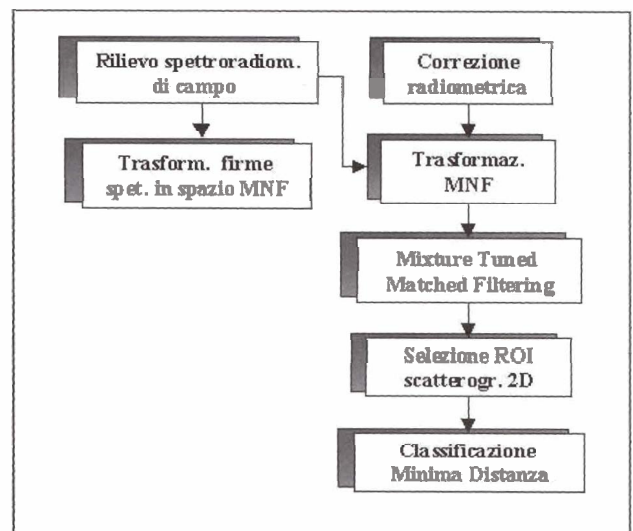 Rilievo spettroradiom.
di campo
Correzione
radiometrica
Trasform. firme
spet. in spazio MNF
Trasformaz.
MNF
Mixture Tuned
Matched Filtering
Selezione ROI
scatterogr. 2D
Classificazione
Minima Distanza